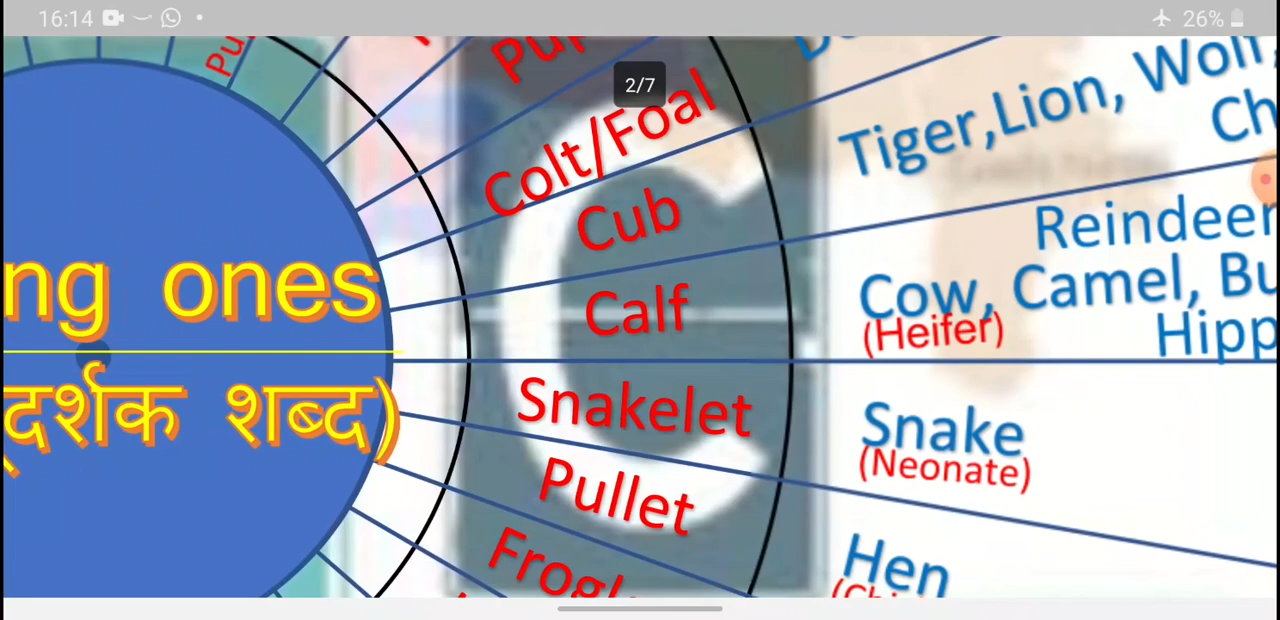 16:14
26%
2/7
Colt/Foal
Tiger,Lion, Wolf,
Cub
Reindeer
Calf
Cow, Camel,
(Heifer)
ng ones
दर्शक शब्द)
Snakelet
Snake
(Neonate)
Pullet
Hen